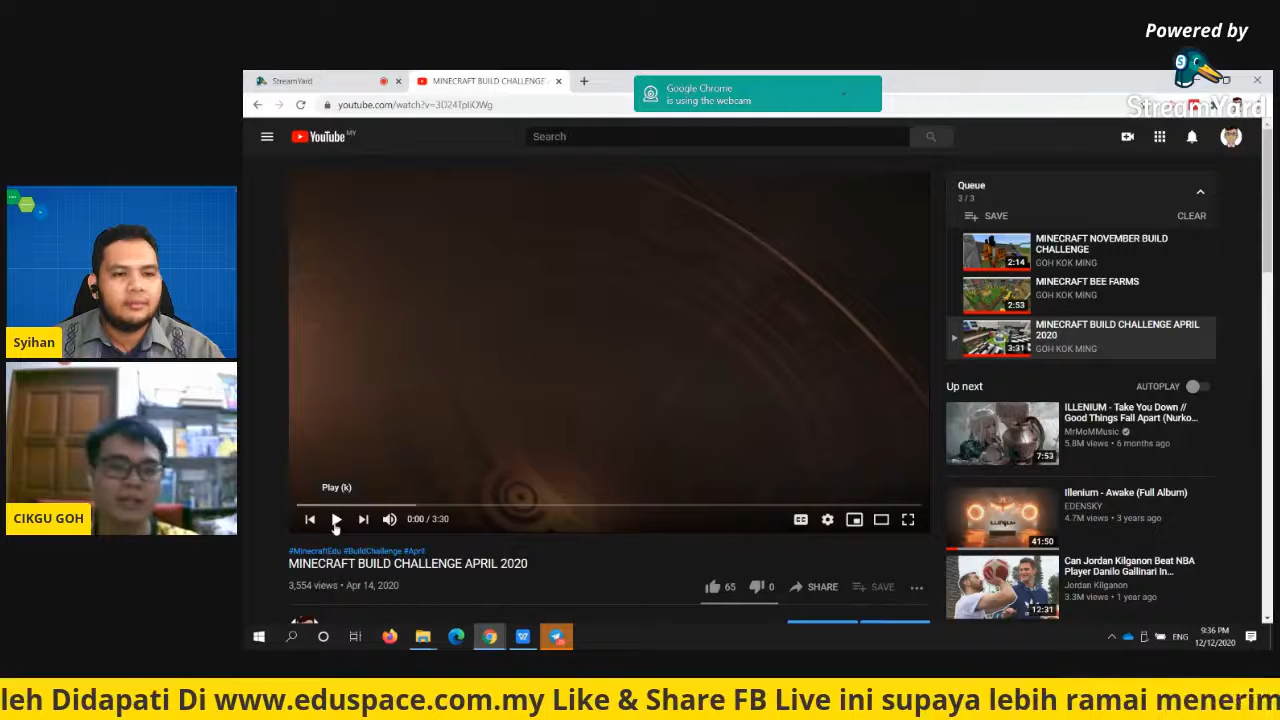 Powered by
StreamYard
StreamYard
MINECRAFT BUILD CHALLENGE
Google Chrome
is using the webcam
youtube.com/watch?v=3D24TpIiOWg
YouTube MY
Search
Queue
3 / 3
SAVE
CLEAR
MINECRAFT NOVEMBER BUILD
CHALLENGE
GOH KOK MING
2:14
MINECRAFT BEE FARMS
GOH KOK MING
2:53
MINECRAFT BUILD CHALLENGE APRIL
2020
GOH KOK MING
3:31
Up next
AUTOPLAY
ILLENIUM - Take You Down //
Good Things Fall Apart (Nurko...
MrMoMMusic
5.8M views • 6 months ago
7:53
Illenium - Awake (Full Album)
EDENSKY
4.7M views • 3 years ago
ILLENIUM
41:50
Can Jordan Kilganon Beat NBA
Player Danilo Gallinari In...
Jordan Kilganon
3.3M views • 1 year ago
12:31
Play (k)
0:00 / 3:30
#MinecraftEdu #BuildChallenge #April
MINECRAFT BUILD CHALLENGE APRIL 2020
3,554 views • Apr 14, 2020
65
0
SHARE
SAVE
Syihan
CIKGU GOH
ENG
9:36 PM
12/12/2020
leh Didapati Di www.eduspace.com.my Like & Share FB Live ini supaya lebih ramai menerim